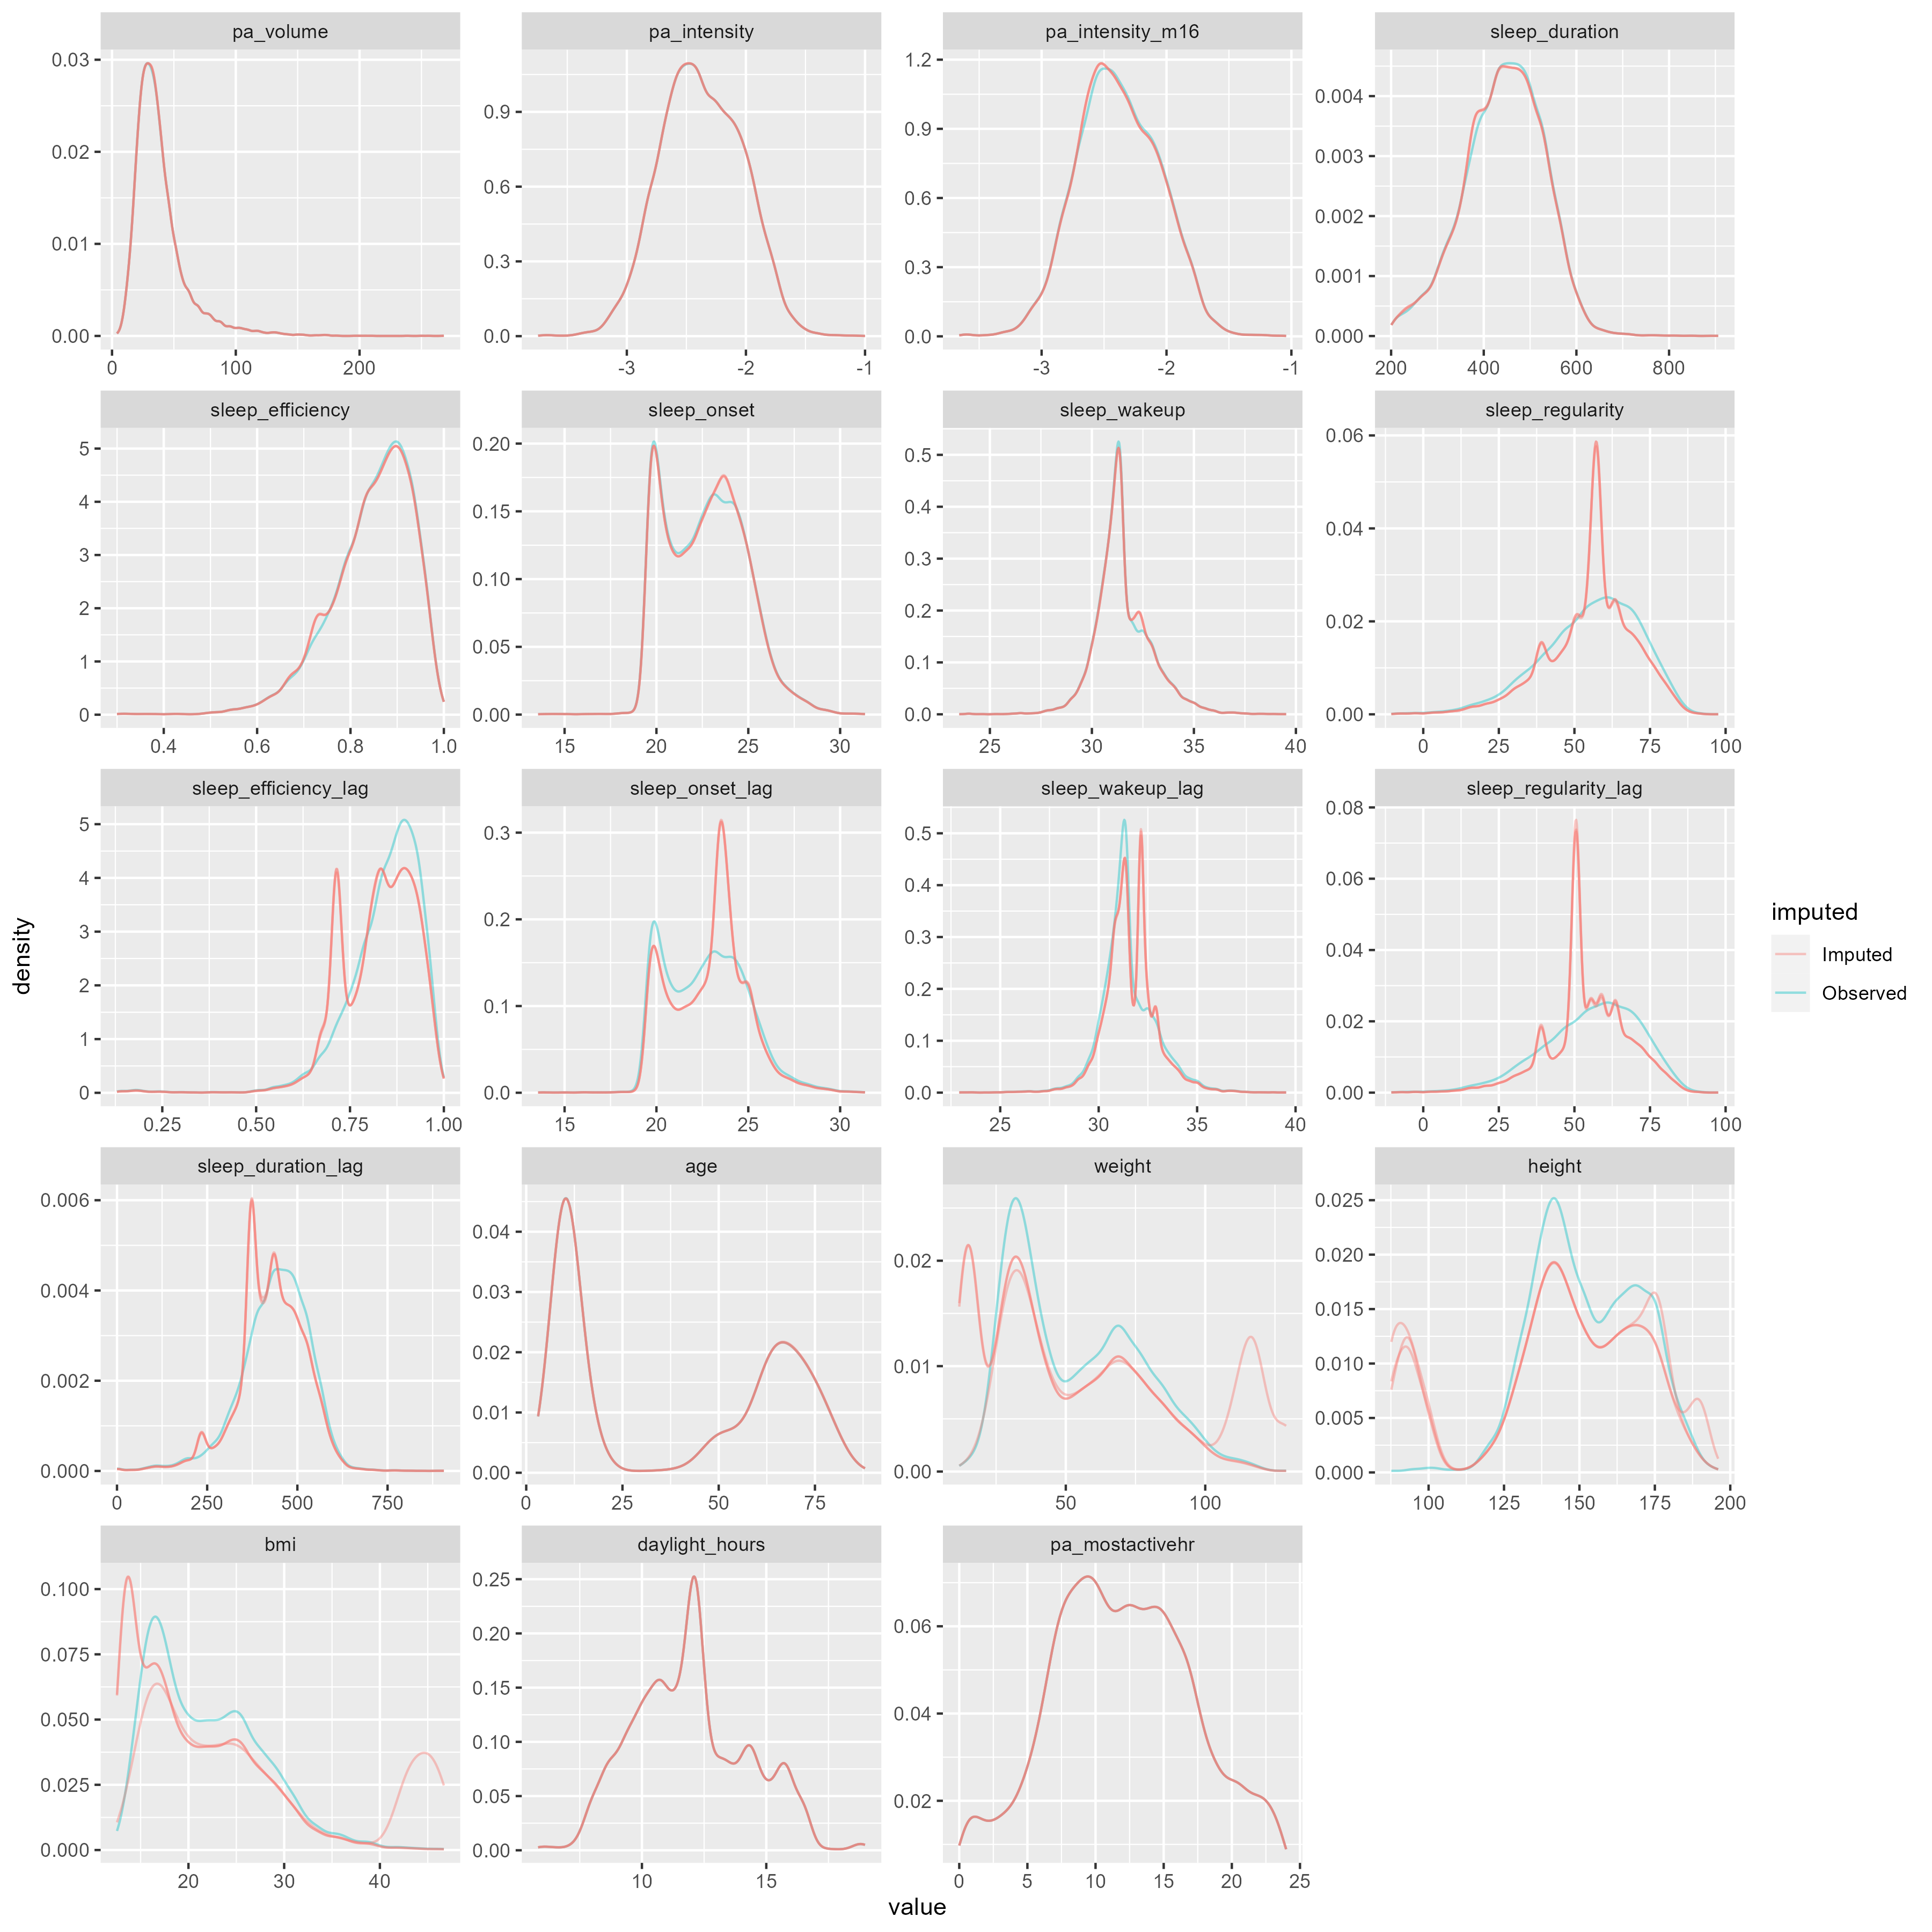 pa_volume pa_intensity pa_intensity_m16 sleep_duration
0.03 0.02 0.01 0.00
0 100 200
0.9 0.6 0.3 0.0
-3 -2 -1
1.2 0.9 0.6 0.3 0.0
-3 -2 -1
0.004 0.003 0.002 0.001 0.000
200 400 600 800
sleep_efficiency sleep_onset sleep_wakeup sleep_regularity
5 4 3 2 1 0
0.4 0.6 0.8 1.0
0.20 0.15 0.10 0.05 0.00
15 20 25 30
0.5 0.4 0.3 0.2 0.1 0.0
25 30 35 40
0.06 0.04 0.02 0.00
0 25 50 75 100
sleep_efficiency_lag sleep_onset_lag sleep_wakeup_lag sleep_regularity_lag
5 4 3 2 1 0
0.25 0.50 0.75 1.00
0.3 0.2 0.1 0.0
15 20 25 30
0.5 0.4 0.3 0.2 0.1 0.0
25 30 35 40
0.08 0.06 0.04 0.02 0.00
0 25 50 75 100
sleep_duration_lag age weight height
0.006 0.004 0.002 0.000
0 250 500 750
0.04 0.03 0.02 0.01 0.00
0 25 50 75
0.02 0.01 0.00
50 100
0.025 0.020 0.015 0.010 0.005 0.000
100 125 150 175 200
bmi daylight_hours pa_mostactivehr
0.100 0.075 0.050 0.025 0.000
20 30 40
0.25 0.20 0.15 0.10 0.05 0.00
10 15
0.06 0.04 0.02
0 5 10 15 20 25
density
value
imputed
Imputed
Observed